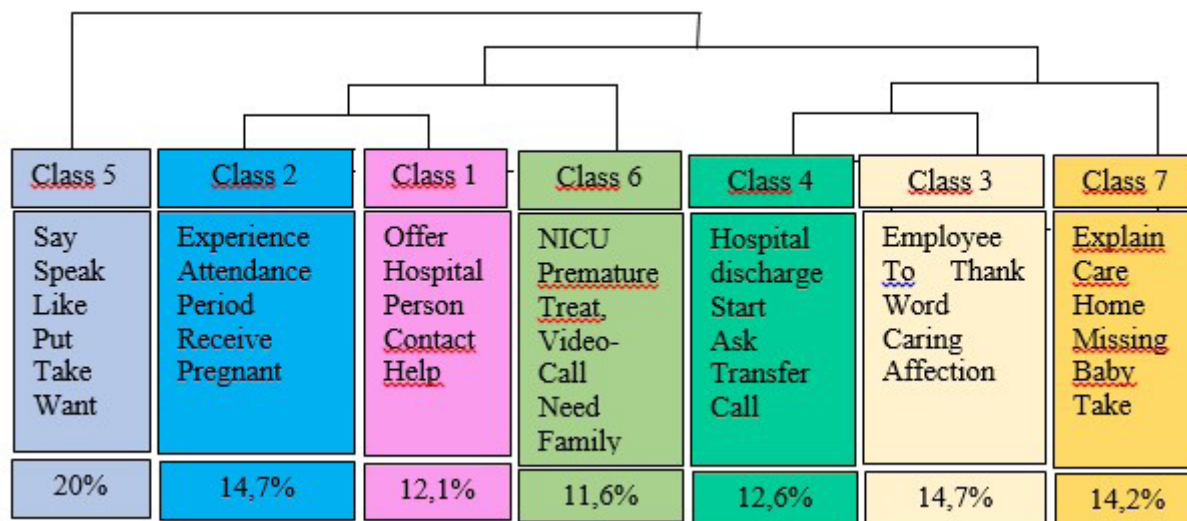 Class 5
Say
Speak
Like
Put
Take
Want
20%
Class 2
Experience
Attendance
Period
Receive
Pregnant
14,7%
Class 1
Offer
Hospital
Person
Contact
Help
12,1%
Class 6
NICU
Premature
Treat,
Video-
Call
Need
Family
11,6%
Class 4
Hospital
discharge
Start
Ask
Transfer
Call
12,6%
Class 3
Employee
To Thank
Word
Caring
Affection
14,7%
Class 7
Explain
Care
Home
Missing
Baby
Take
14,2%